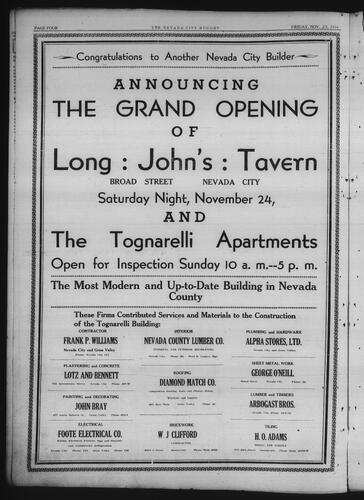 PAGE FOUR
THE NEVADA CITY NUGGET
FRIDAY, NOV. 23,
Congratulations to Another Nevada City Builder
ANNOUNCING
THE GRAND OPENING
OF
Long : John's : Tavern
BROAD STREET NEVADA CITY
Saturday Night, November 24,
AND
The Tognarelli Apartments
Open for Inspection Sunday 10 a. m.--5 p. m.
The Most Modern and Up-to-Date Building in Nevada
County
These Firms Contributed Services and Materials to the Construction
of the Tognarelli Building:
CONTRACTOR
FRANK P. WILLIAMS
Nevada City and Grass Valley
INTERIOR
NEVADA COUNTY LUMBER CO.
PLUMBING and HARDWARE
ALPHA STORES, LTD.
Nevada City and Grass Valley
PLASTERING and CONCRETE
LOTZ AND BENNETT
ROOFING
DIAMOND MATCH CO.
SHEET METAL WORK
GEORGE O'NEILL
PAINTING and DECORATING
JOHN BRAY
LUMBER and TIMBERS
ARBOGAST BROS.
ELECTRICAL
FOOTE ELECTRICAL CO.
BRICKWORK
W. J CLIFFORD
TILING
H. O. ADAMS